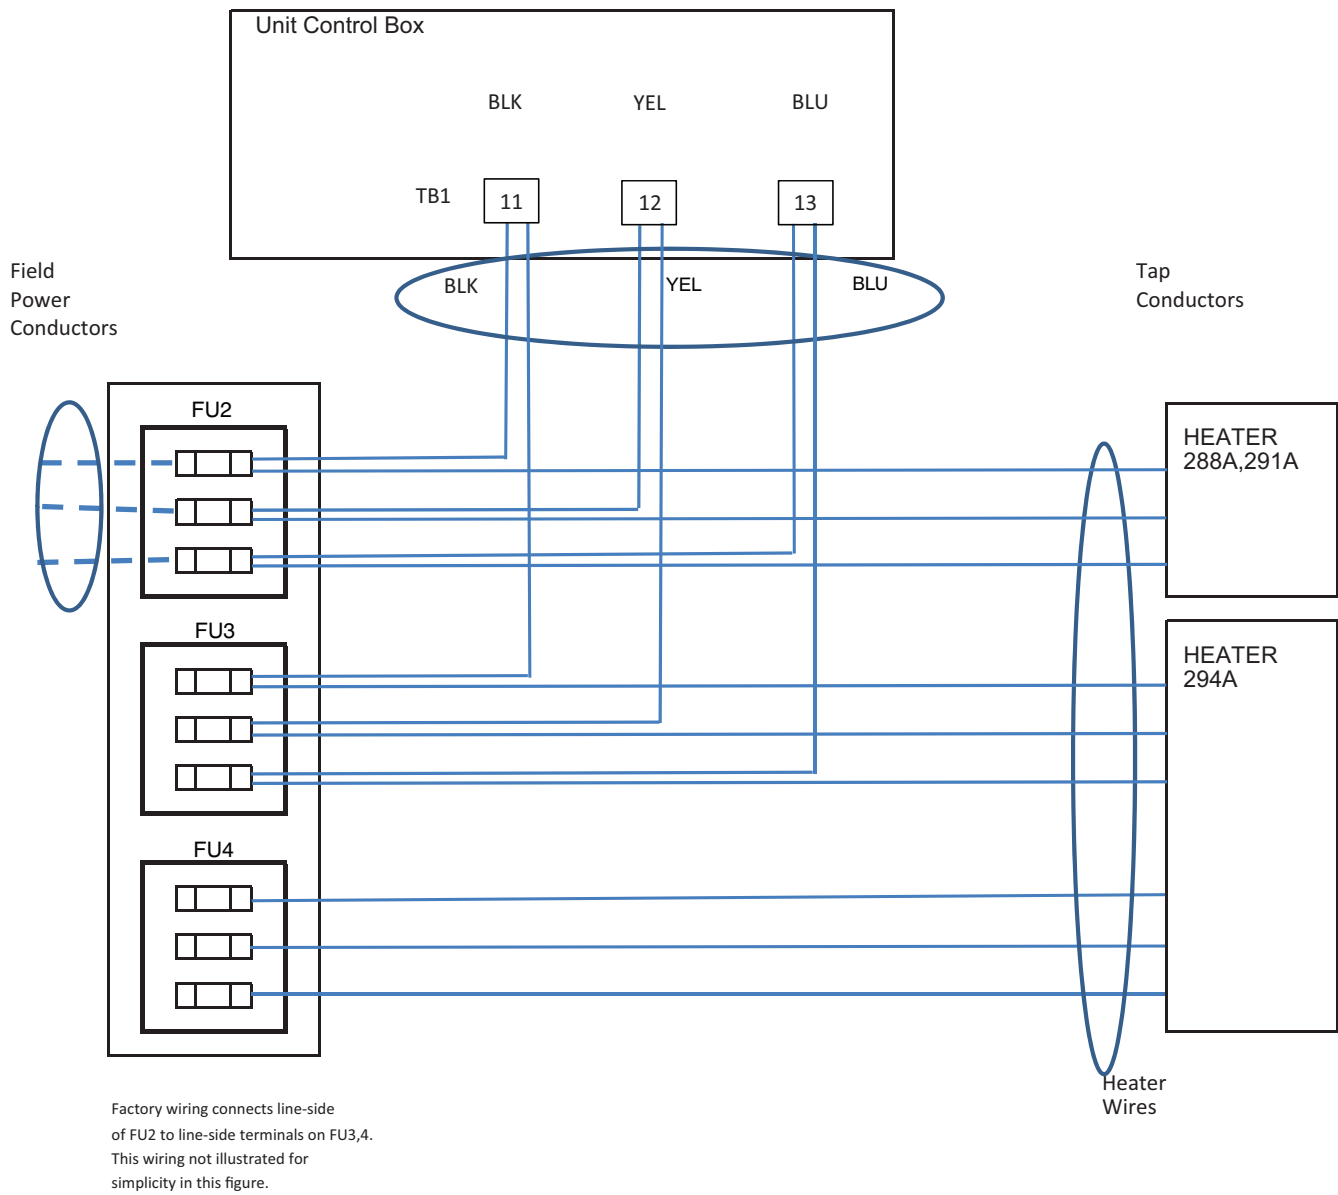 Unit Control Box
BLK
YEL
BLU
TB1
11
12
13
Field
Power
Conductors
BLK
YEL
BLU
Tap
Conductors
FU2
HEATER
288A,291A
FU3
HEATER
294A
FU4
Heater
Wires
Factory wiring connects line-side
of FU2 to line-side terminals on FU3,4.
This wiring not illustrated for
simplicity in this figure.